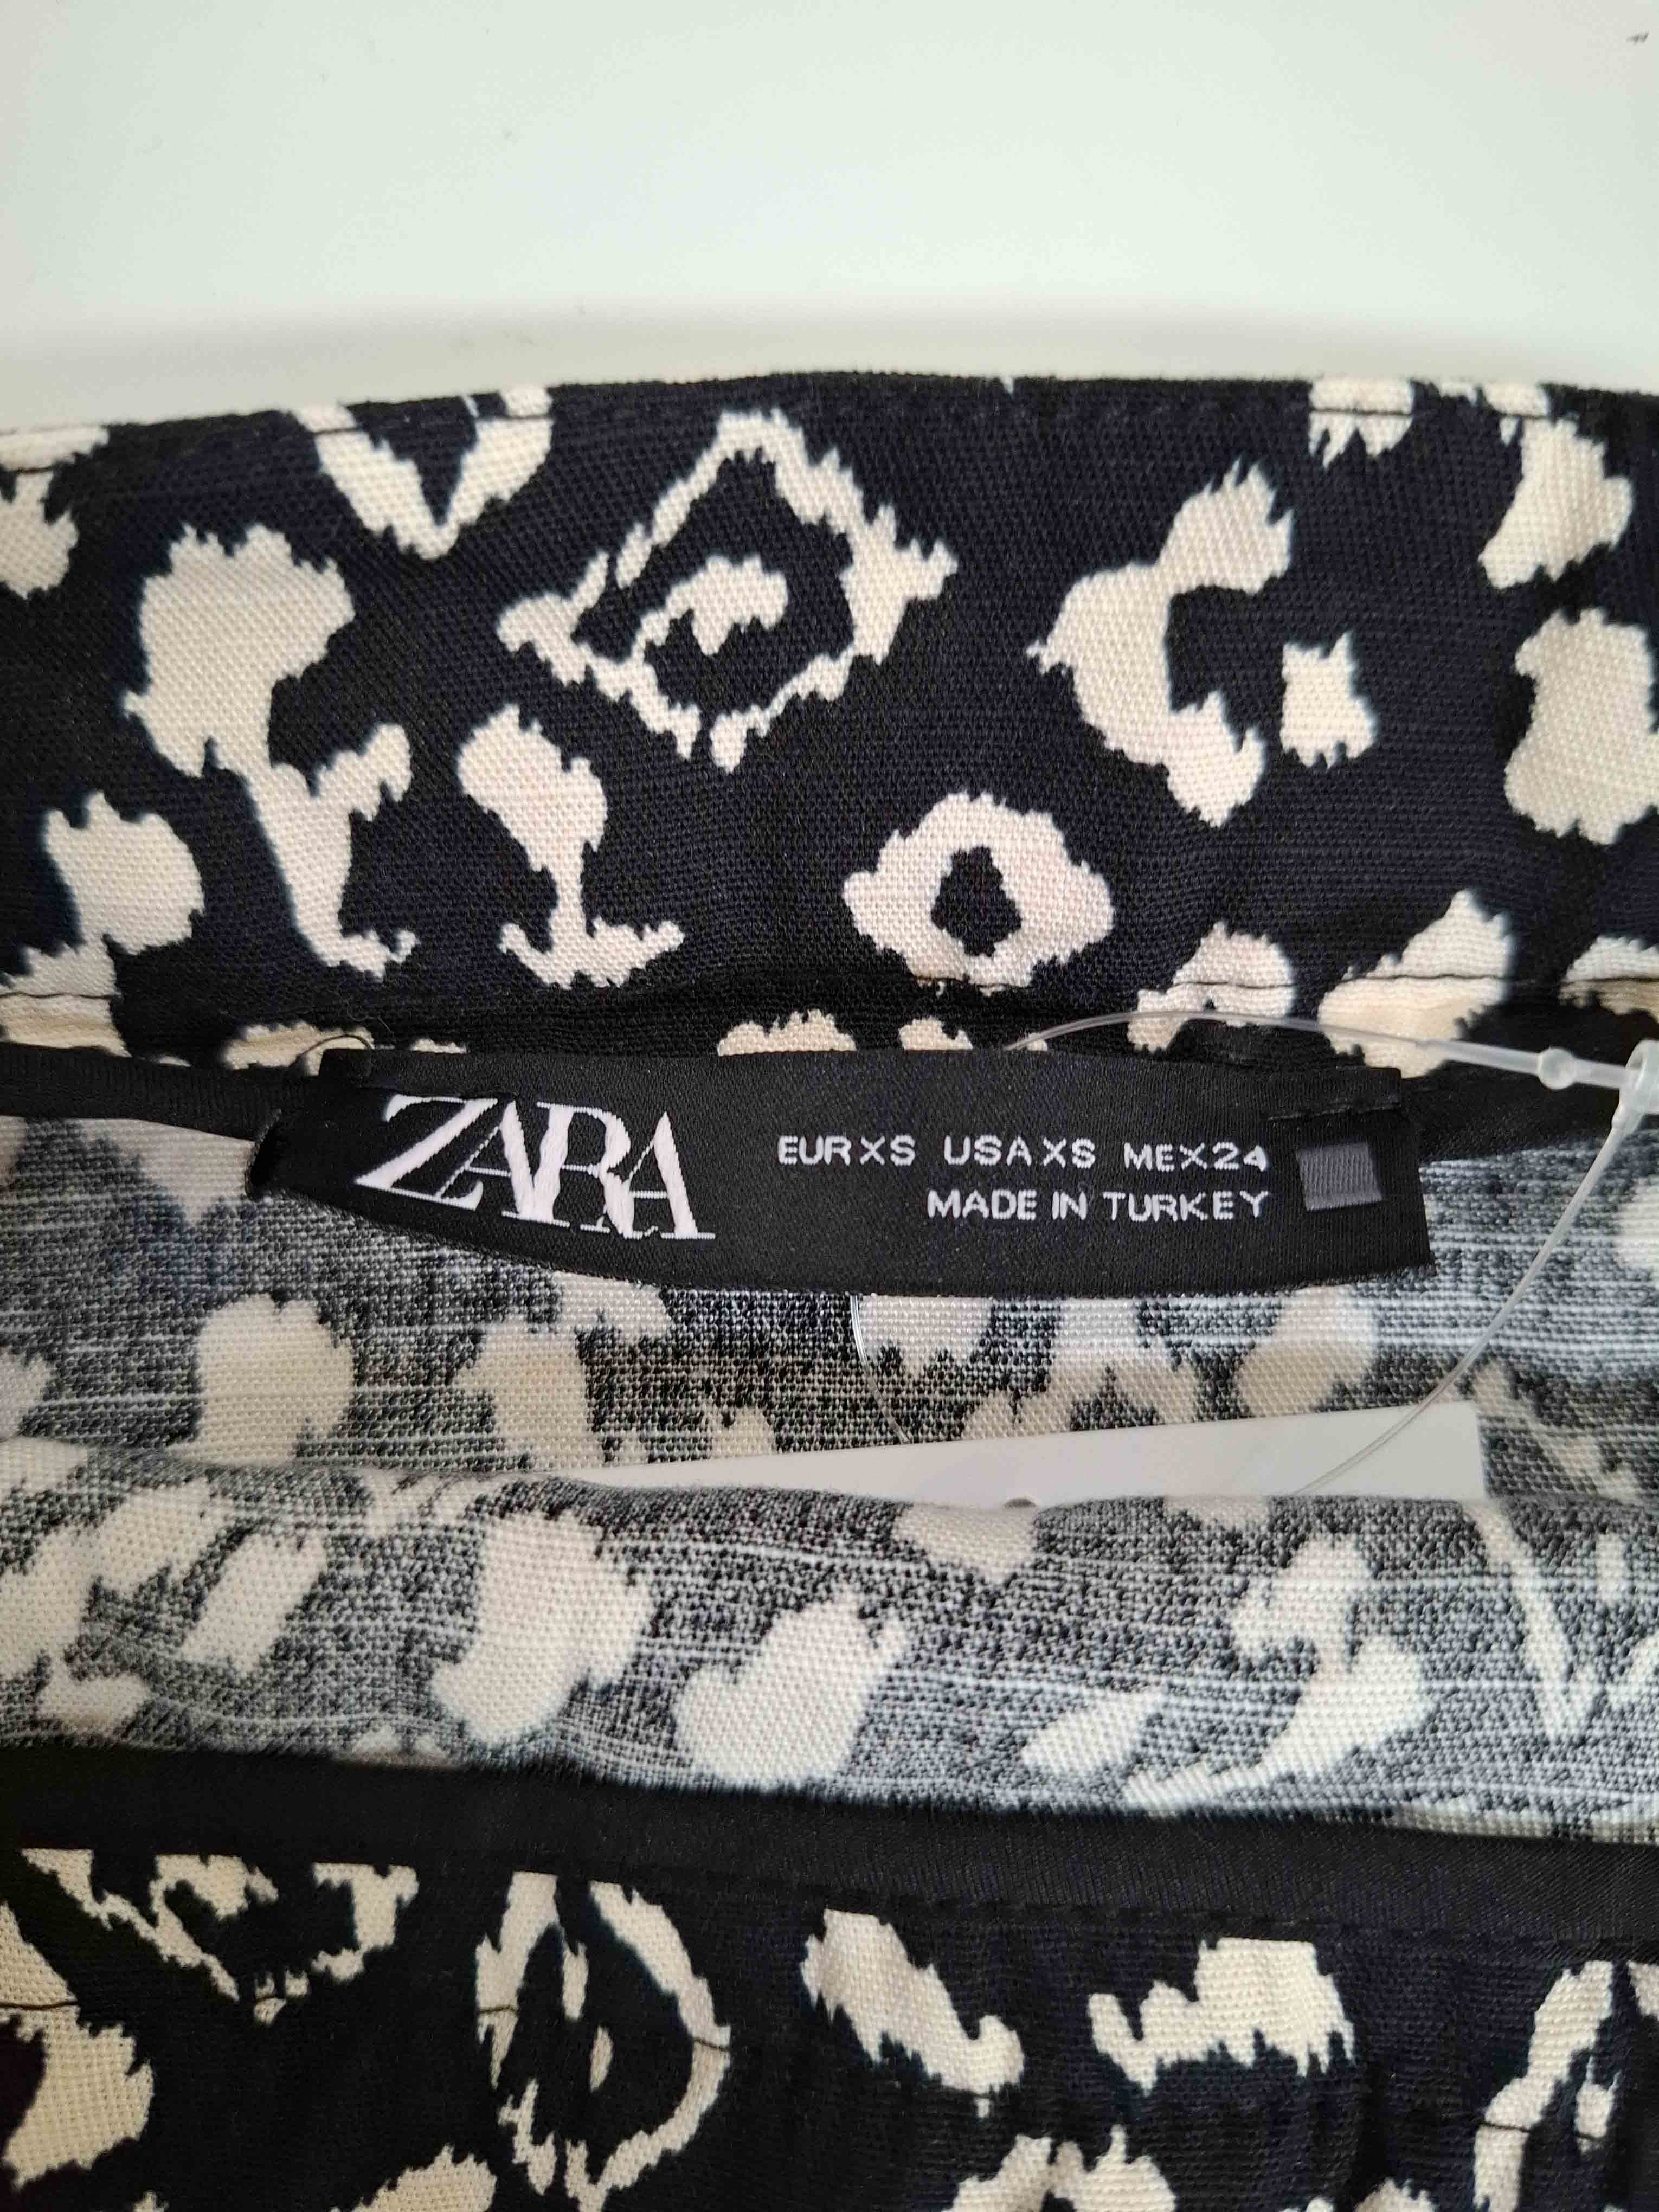 ZARA
EUR XS USA XS MEX 24
MADE IN TURKEY